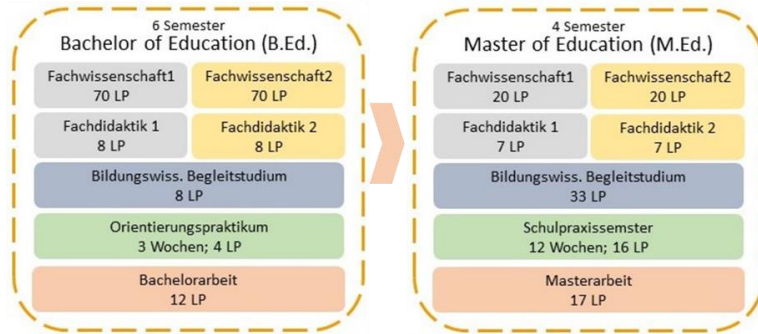 6 Semester
Bachelor of Education (B.Ed.)
Fachwissenschaft1
70 LP
Fachwissenschaft2
70 LP
Fachdidaktik 1
8 LP
Fachdidaktik 2
8 LP
Bildungswiss. Begleitstudium
8 LP
Orientierungspraktikum
3 Wochen; 4 LP
Bachelorarbeit
12 LP
4 Semester
Master of Education (M.Ed.)
Fachwissenschaft1
20 LP
Fachwissenschaft2
20 LP
Fachdidaktik 1
7 LP
Fachdidaktik 2
7 LP
Bildungswiss. Begleitstudium
33 LP
Schulpraxissemster
12 Wochen; 16 LP
Masterarbeit
17 LP